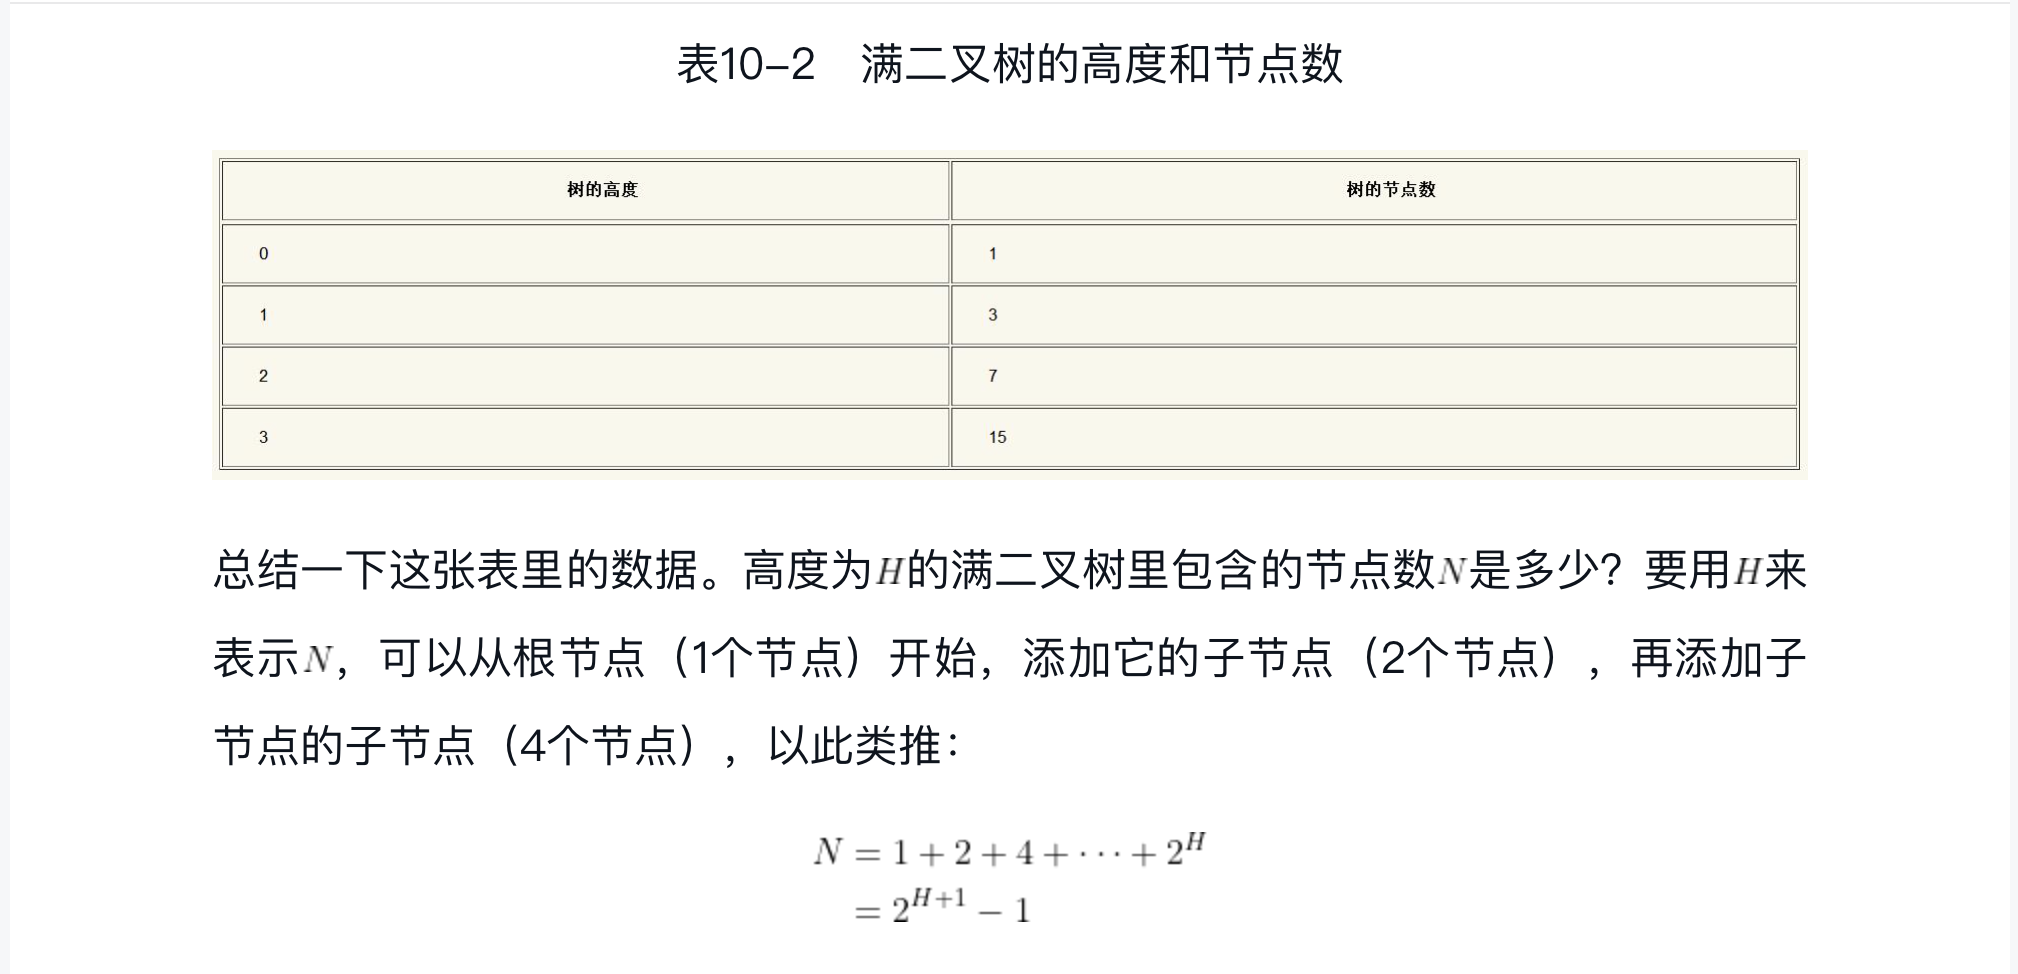 表10-2　满二叉树的高度和节点数
树的高度 树的节点数
0 1
1 3
2 7
3 15
总结一下这张表里的数据。高度为H的满二叉树里包含的节点数N是多少？要用H来
表示N，可以从根节点（1个节点）开始，添加它的子节点（2个节点），再添加子
节点的子节点（4个节点），以此类推：
N = 1 + 2 + 4 + · · · + 2^H
= 2^{H+1} − 1